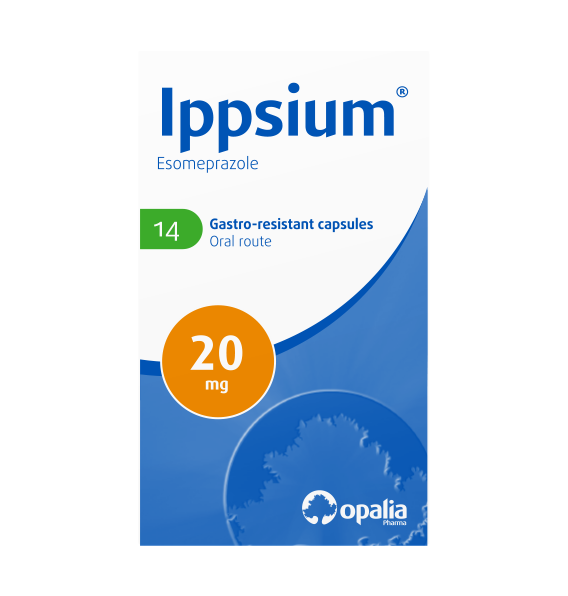 Ippsium®
Esomeprazole
14
Gastro-resistant capsules
Oral route
20
mg
opalia
Pharma